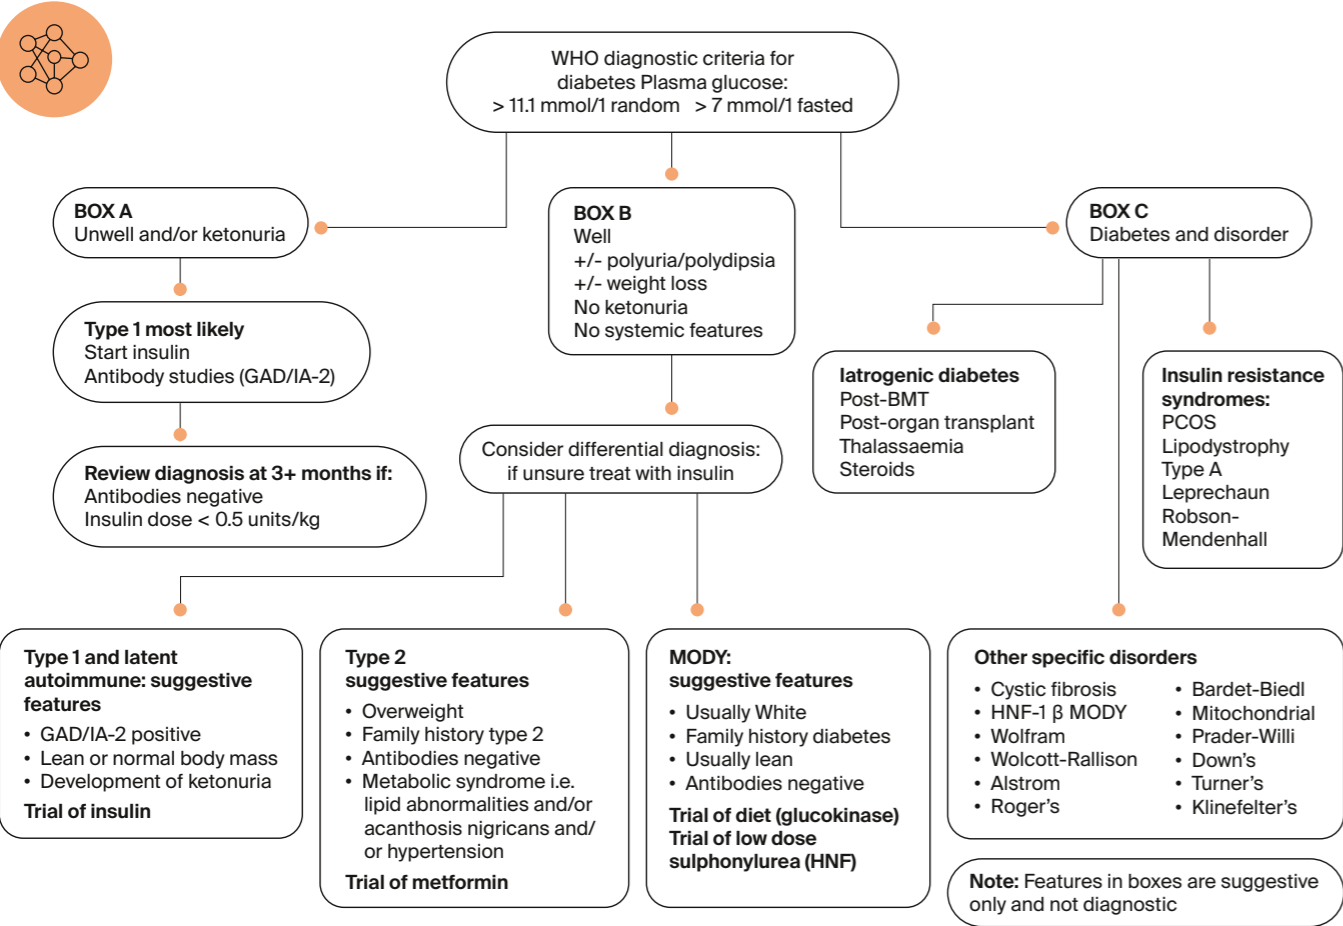 WHO diagnostic criteria for
diabetes Plasma glucose:
> 11.1 mmol/1 random > 7 mmol/1 fasted
BOX A
Unwell and/or ketonuria
BOX B
Well
+/- polyuria/polydipsia
+/- weight loss
No ketonuria
No systemic features
BOX C
Diabetes and disorder
Type 1 most likely
Start insulin
Antibody studies (GAD/IA-2)
Review diagnosis at 3+ months if:
Antibodies negative
Insulin dose < 0.5 units/kg
Consider differential diagnosis:
if unsure treat with insulin
Iatrogenic diabetes
Post-BMT
Post-organ transplant
Thalassaemia
Steroids
Insulin resistance
syndromes:
PCOS
Lipodystrophy
Type A
Leprechaun
Robson-
Mendenhall
Type 1 and latent
autoimmune: suggestive
features
• GAD/IA-2 positive
• Lean or normal body mass
• Development of ketonuria
Trial of insulin
Type 2
suggestive features
• Overweight
• Family history type 2
• Antibodies negative
• Metabolic syndrome i.e.
lipid abnormalities and/or
acanthosis nigricans and/
or hypertension
Trial of metformin
MODY:
suggestive features
• Usually White
• Family history diabetes
• Usually lean
• Antibodies negative
Trial of diet (glucokinase)
Trial of low dose
sulphonylurea (HNF)
Other specific disorders
• Cystic fibrosis
• HNF-1 β MODY
• Wolfram
• Wolcott-Rallison
• Alstrom
• Roger's
• Bardet-Biedl
• Mitochondrial
• Prader-Willi
• Down's
• Turner's
• Klinefelter's
Note: Features in boxes are suggestive
only and not diagnostic